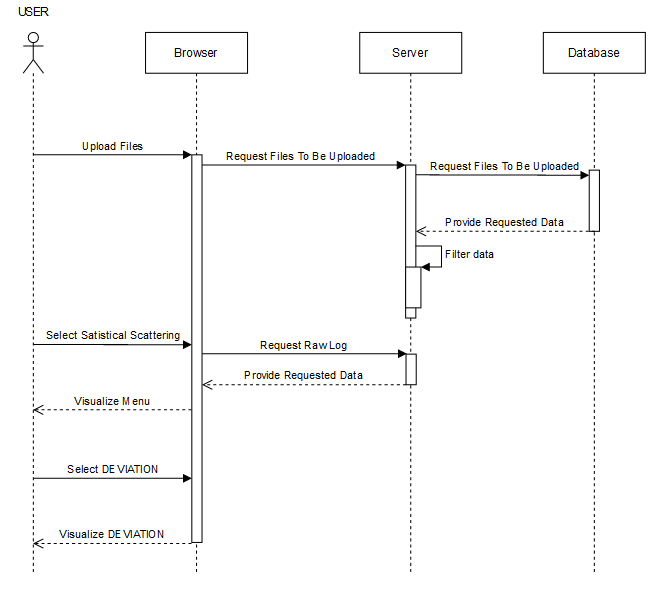 USER
Browser
Server
Database
Upload Files
Request Files To Be Uploaded
Request Files To Be Uploaded
Provide Requested Data
Filter data
Select Satistical Scattering
Request Raw Log
Provide Requested Data
Visualize Menu
Select DEVIATION
Visualize DEVIATION